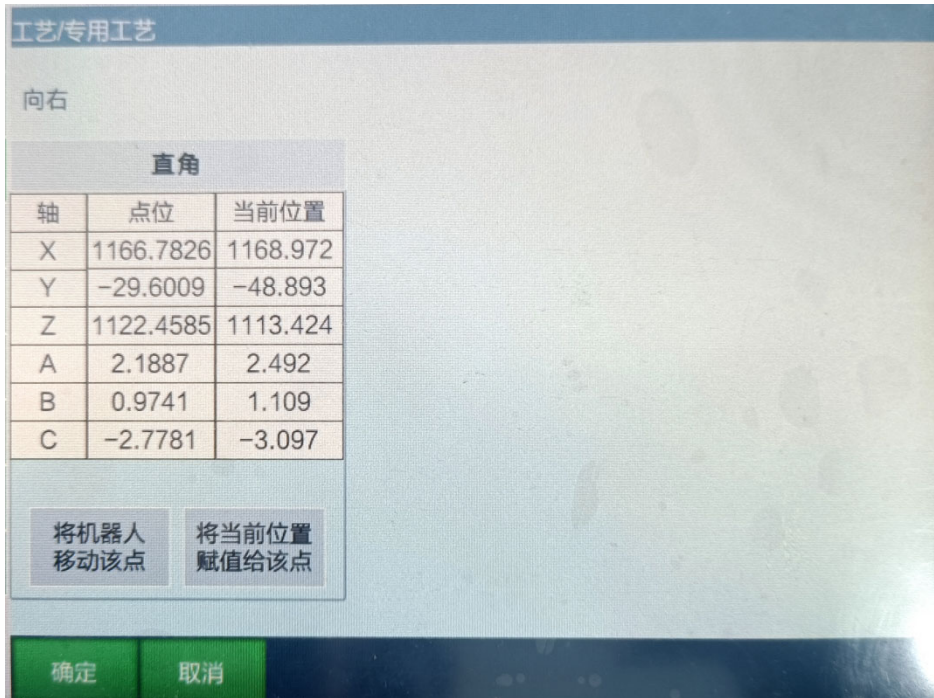 工艺/专用工艺
向右
直角
轴 点位 当前位置
X 1166.7826 1168.972
Y -29.6009 -48.893
Z 1122.4585 1113.424
A 2.1887 2.492
B 0.9741 1.109
C -2.7781 -3.097
将机器人 将当前位置
移动该点 赋值给该点
确定 取消